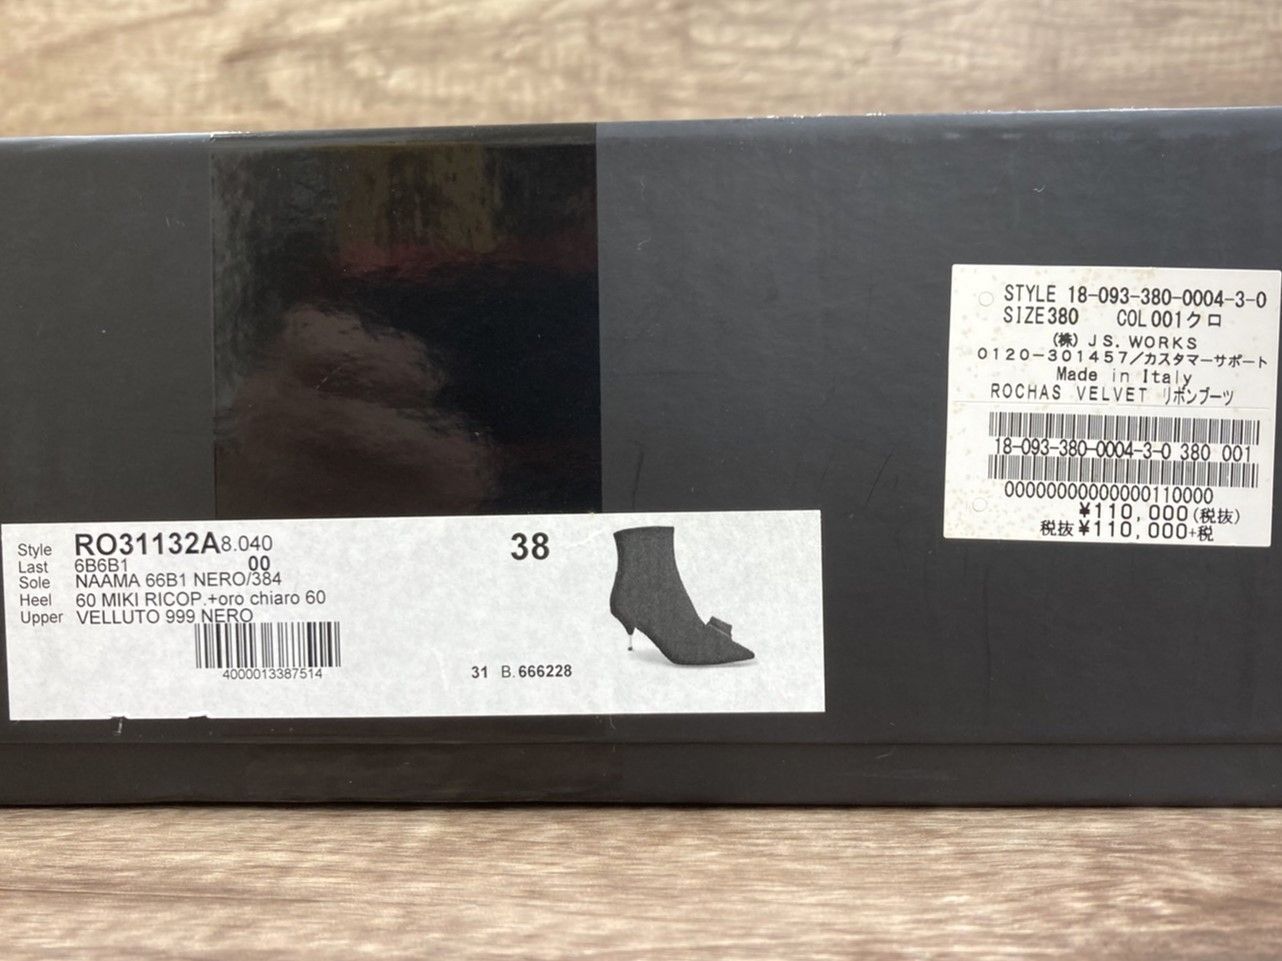 Style RO31132A8.040
Last 6B6B1 00
Sole NAAMA 66B1 NERO/384
Heel 60 MIKI RICOP.+oro chiaro 60
Upper VELLUTO 999 NERO
4000013387514
38
31 B.666228
STYLE 18-093-380-0004-3-0
SIZE380 COL001クロ
(株)JS.WORKS
0120-301457/カスタマーサポート
Made in Italy
ROCHAS VELVET リボンブーツ
18-093-380-0004-3-0 380 001
00000000000000110000
¥110,000(税抜)
税抜¥110,000+税